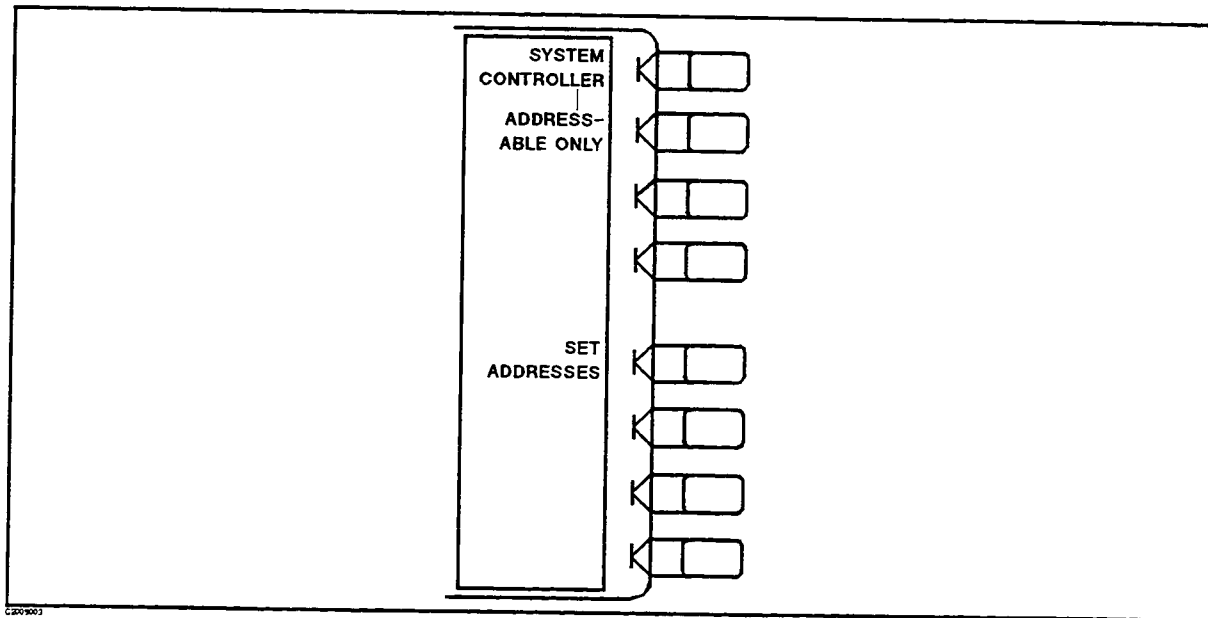 SYSTEM
CONTROLLER
ADDRESS-
ABLE ONLY
SET
ADDRESSES